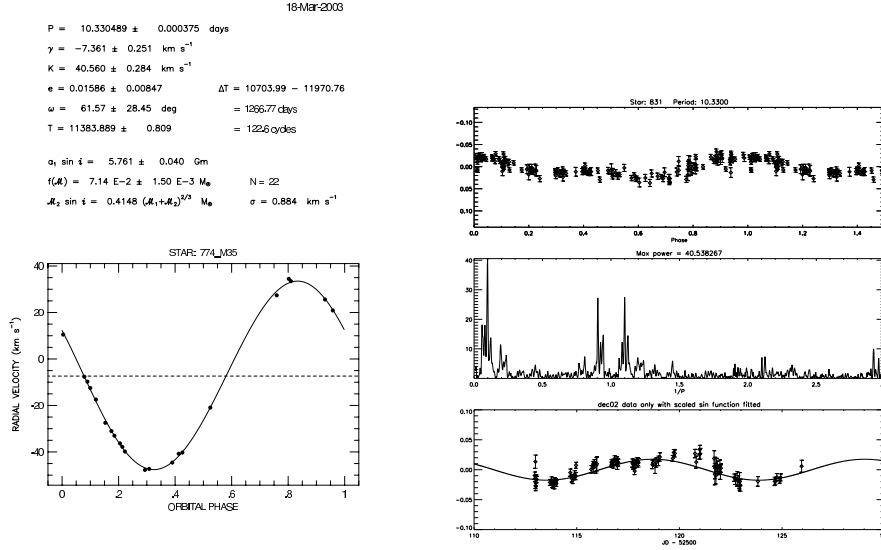 18-Mar-2003
P = 10.330489 ± 0.000375 days
γ = −7.361 ± 0.251 km s⁻¹
K = 40.560 ± 0.284 km s⁻¹
e = 0.01586 ± 0.00847 ΔT = 10703.99 − 11970.76
ω = 61.57 ± 28.45 deg = 1266.77 days
T = 11383.889 ± 0.809 = 122.6 cycles
a₁ sin i = 5.761 ± 0.040 Gm
f(ℳ) = 7.14 E−2 ± 1.50 E−3 M⊙ N = 22
ℳ₂ sin i = 0.4148 (ℳ₁+ℳ₂)^2/3 M⊙ σ = 0.884 km s⁻¹
STAR: 774_M35
40
20
0
-20
-40
RADIAL VELOCITY (km s⁻¹)
0 .2 .4 .6 .8 1
ORBITAL PHASE
Star: 831 Period: 10.3300
-0.10
-0.05
0.00
0.05
0.10
0.0 0.2 0.4 0.6 0.8 1.0 1.2 1.4
Phase
Max power = 40.538267
40
30
20
10
0.0 0.5 1.0 1.5 2.0 2.5
1/P
dec02 data only with scaled sin function fitted
0.10
0.05
0.00
-0.05
-0.10
110 115 120 125
JD - 52500